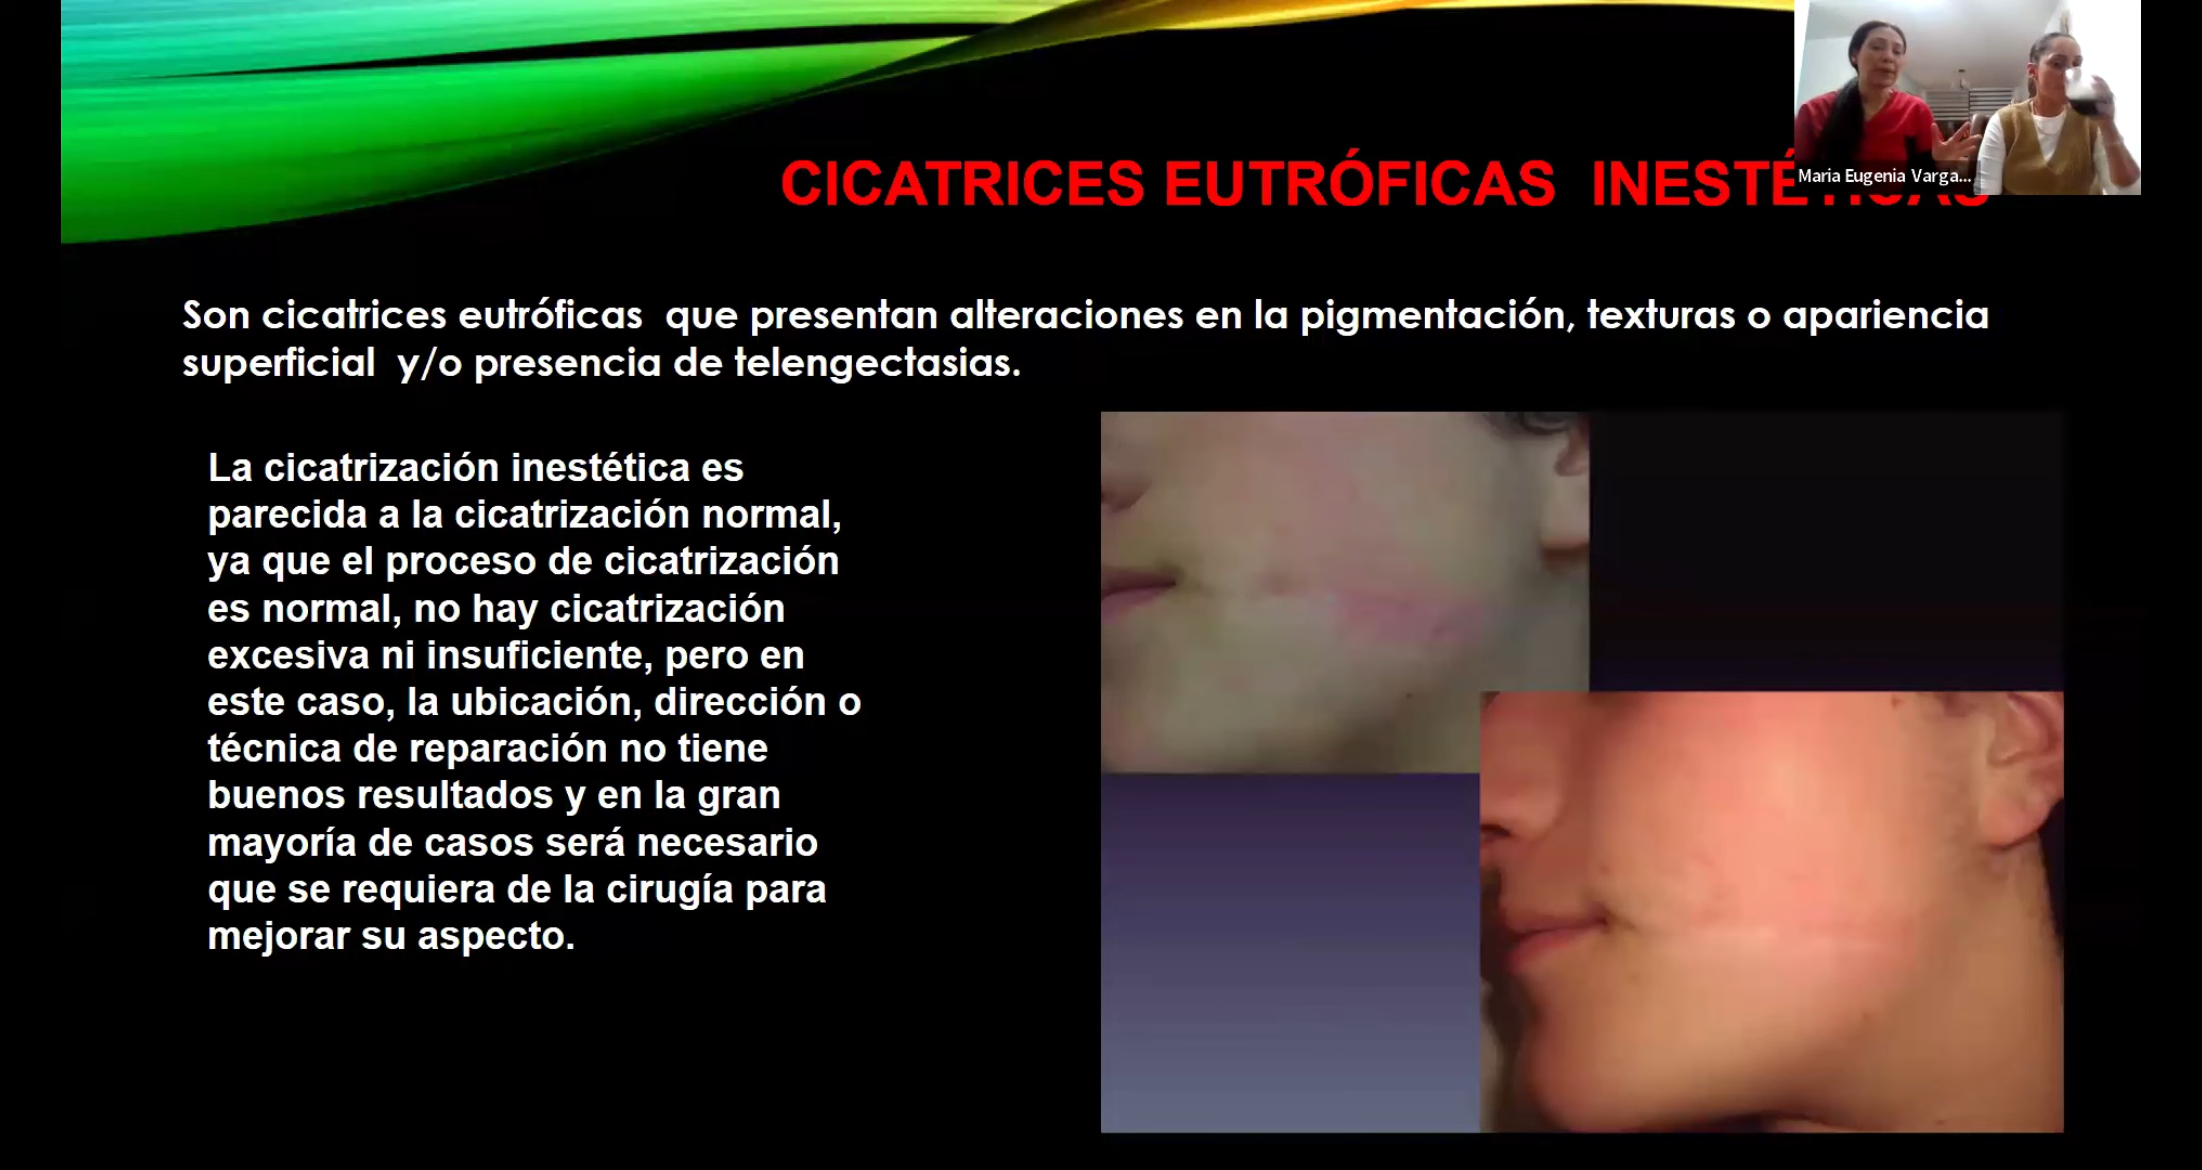 Maria Eugenia Varga...
CICATRICES EUTRÓFICAS INESTÉTICAS
Son cicatrices eutróficas que presentan alteraciones en la pigmentación, texturas o apariencia
superficial y/o presencia de telengectasias.
La cicatrización inestética es
parecida a la cicatrización normal,
ya que el proceso de cicatrización
es normal, no hay cicatrización
excesiva ni insuficiente, pero en
este caso, la ubicación, dirección o
técnica de reparación no tiene
buenos resultados y en la gran
mayoría de casos será necesario
que se requiera de la cirugía para
mejorar su aspecto.